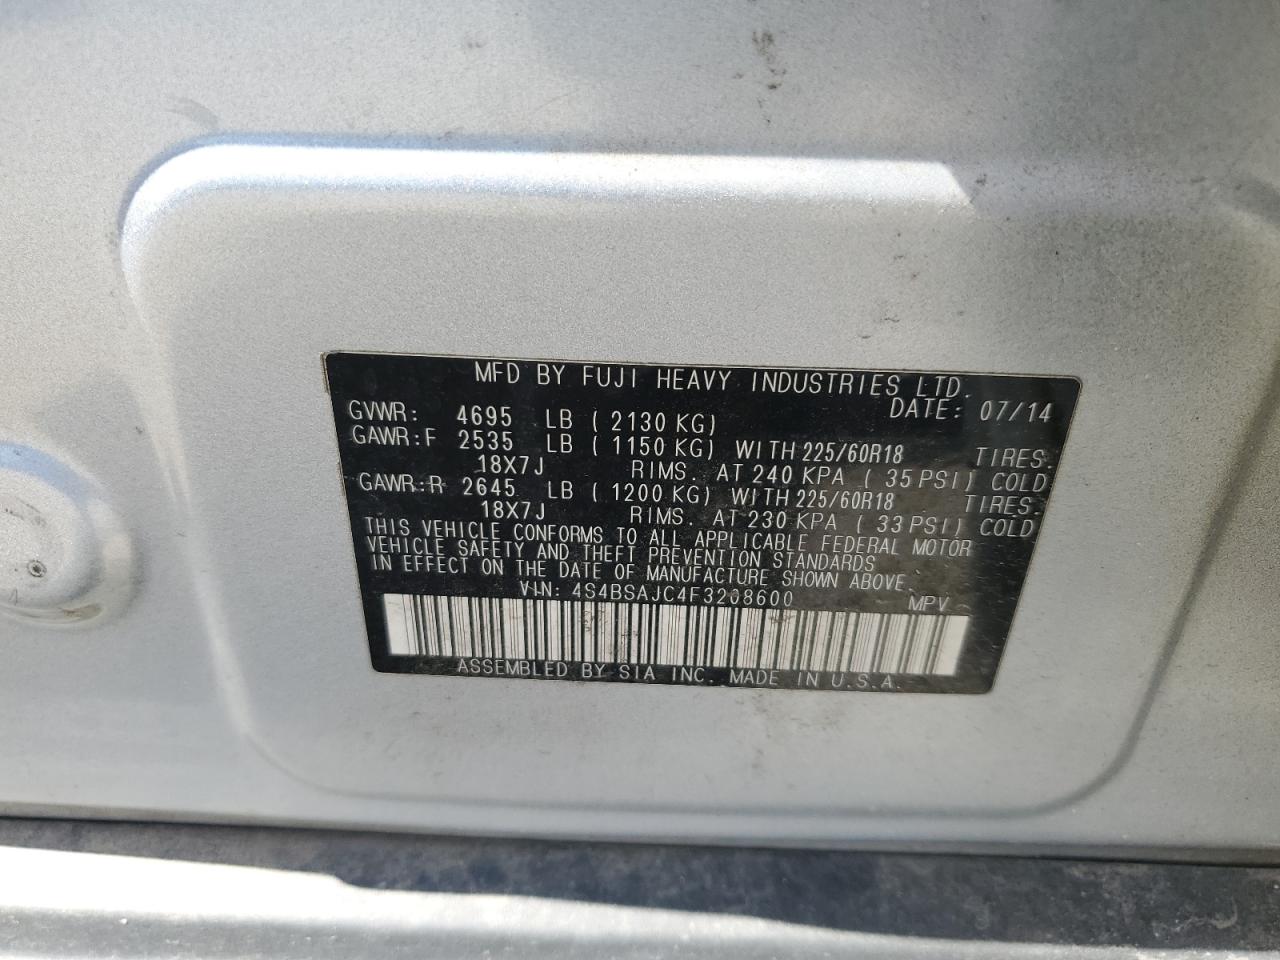 MFD BY FUJI HEAVY INDUSTRIES LTD.
DATE: 07/14
GVWR: 4695 LB ( 2130 KG)
GAWR:F 2535 LB ( 1150 KG) WITH 225/60R18 TIRES.
18X7J RIMS. AT 240 KPA ( 35 PSI) COLD
GAWR:R 2645 LB ( 1200 KG) WITH 225/60R18 TIRES.
18X7J RIMS. AT 230 KPA ( 33 PSI) COLD
THIS VEHICLE CONFORMS TO ALL APPLICABLE FEDERAL MOTOR
VEHICLE SAFETY AND THEFT PREVENTION STANDARDS
IN EFFECT ON THE DATE OF MANUFACTURE SHOWN ABOVE.
VIN: 4S4BSAJC4F3208600 MPV
ASSEMBLED BY SIA INC. MADE IN U.S.A.